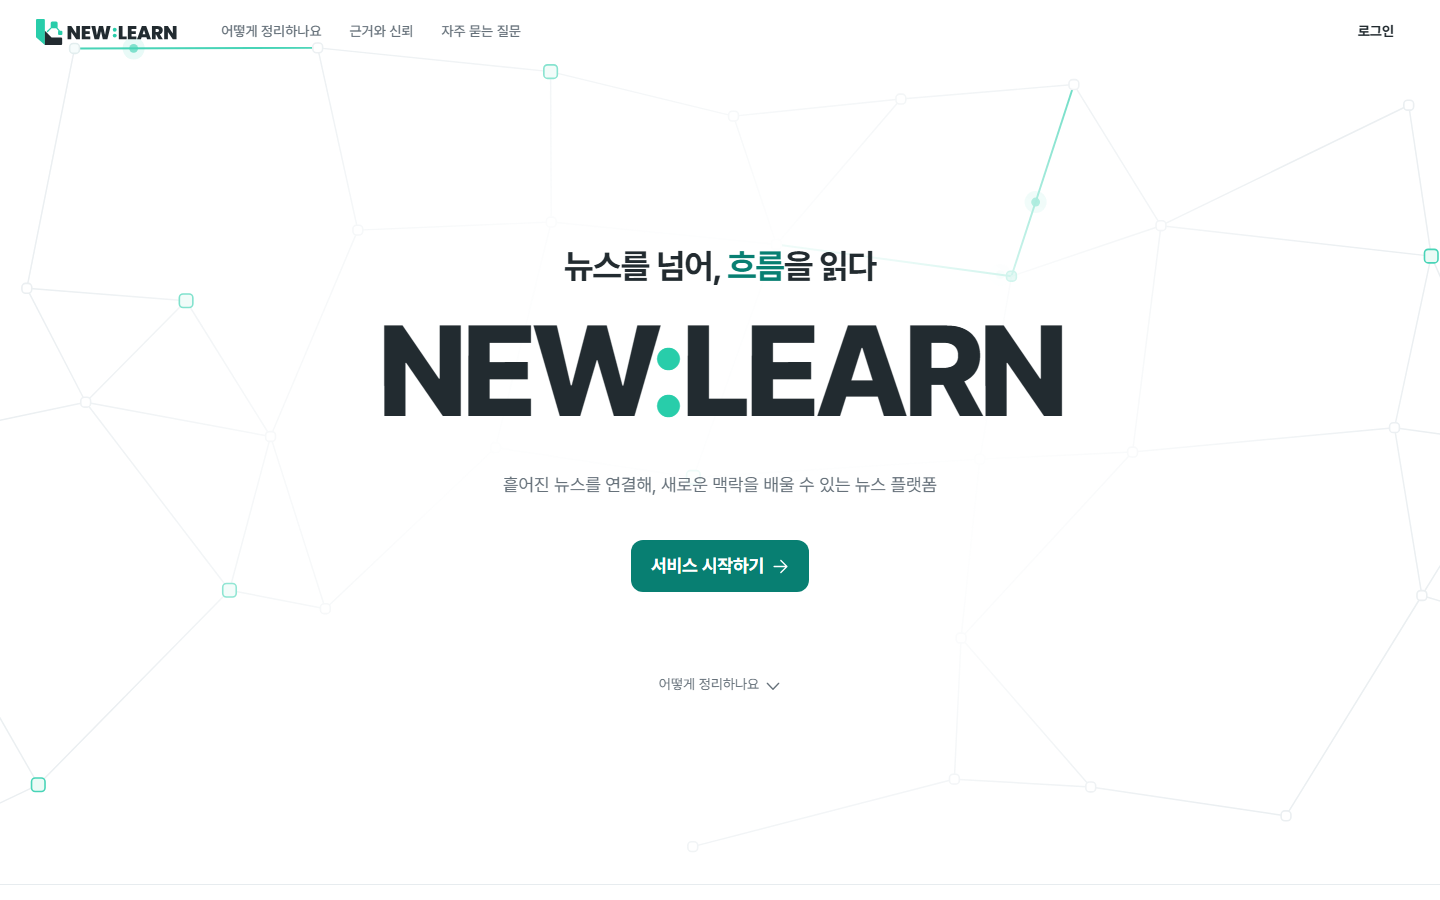 NEW:LEARN
어떻게 정리하나요
근거와 신뢰
자주 묻는 질문
로그인
뉴스를 넘어, 흐름을 읽다
NEW:LEARN
흩어진 뉴스를 연결해, 새로운 맥락을 배울 수 있는 뉴스 플랫폼
서비스 시작하기 →
어떻게 정리하나요